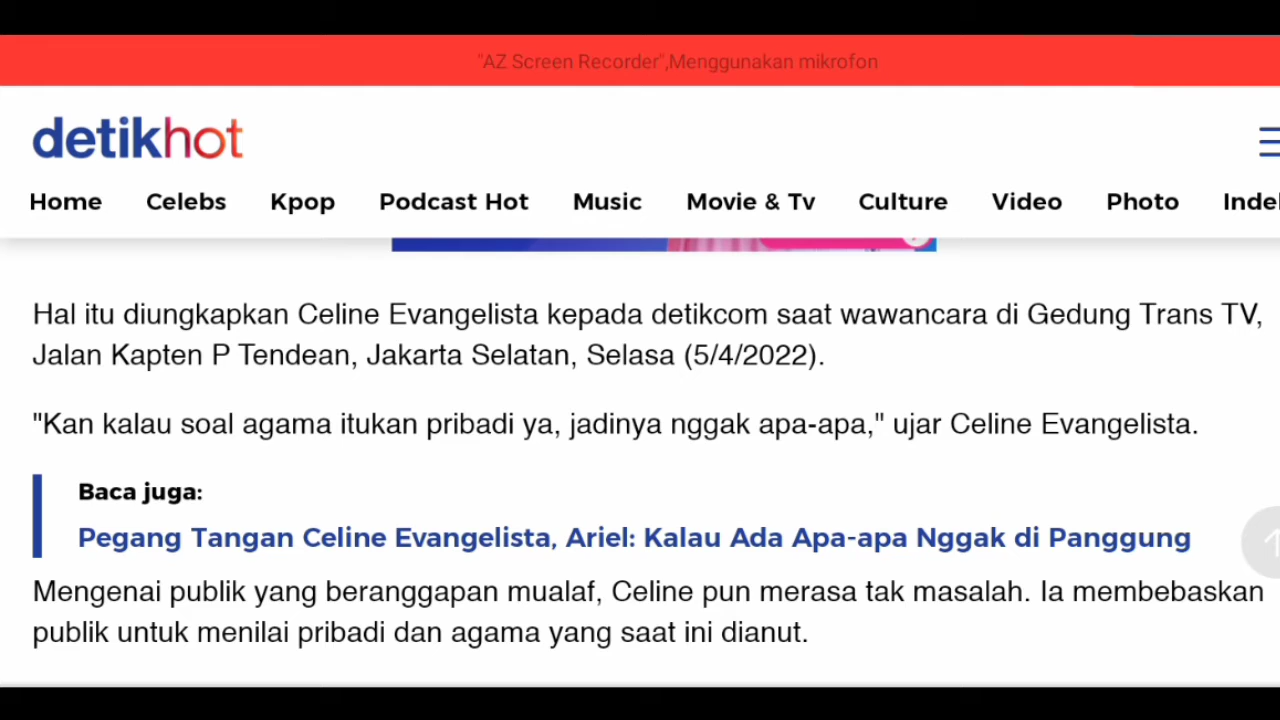 "AZ Screen Recorder",Menggunakan mikrofon
detikhot
Home Celebs Kpop Podcast Hot Music Movie & Tv Culture Video Photo
Hal itu diungkapkan Celine Evangelista kepada detikcom saat wawancara di Gedung Trans TV,
Jalan Kapten P Tendean, Jakarta Selatan, Selasa (5/4/2022).
"Kan kalau soal agama itukan pribadi ya, jadinya nggak apa-apa," ujar Celine Evangelista.
Baca juga:
Pegang Tangan Celine Evangelista, Ariel: Kalau Ada Apa-apa Nggak di Panggung
Mengenai publik yang beranggapan mualaf, Celine pun merasa tak masalah. Ia membebaskan
publik untuk menilai pribadi dan agama yang saat ini dianut.